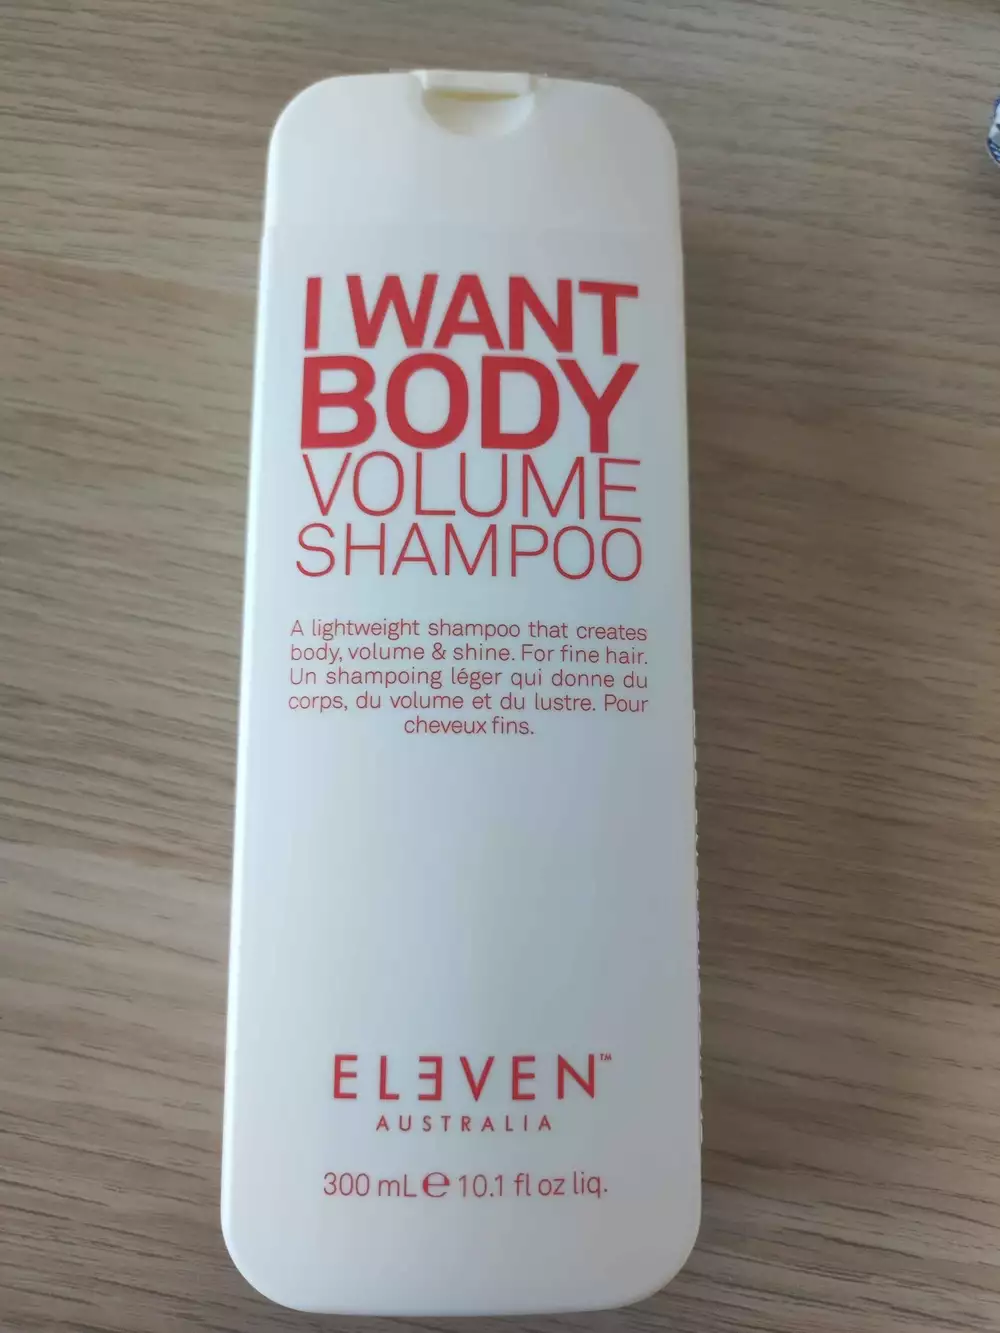 I WANT
BODY
VOLUME
SHAMPOO
A lightweight shampoo that creates
body, volume & shine. For fine hair.
Un shampoing léger qui donne du
corps, du volume et du lustre. Pour
cheveux fins.
ELEVEN™
AUSTRALIA
300 mL ℮ 10.1 fl oz liq.